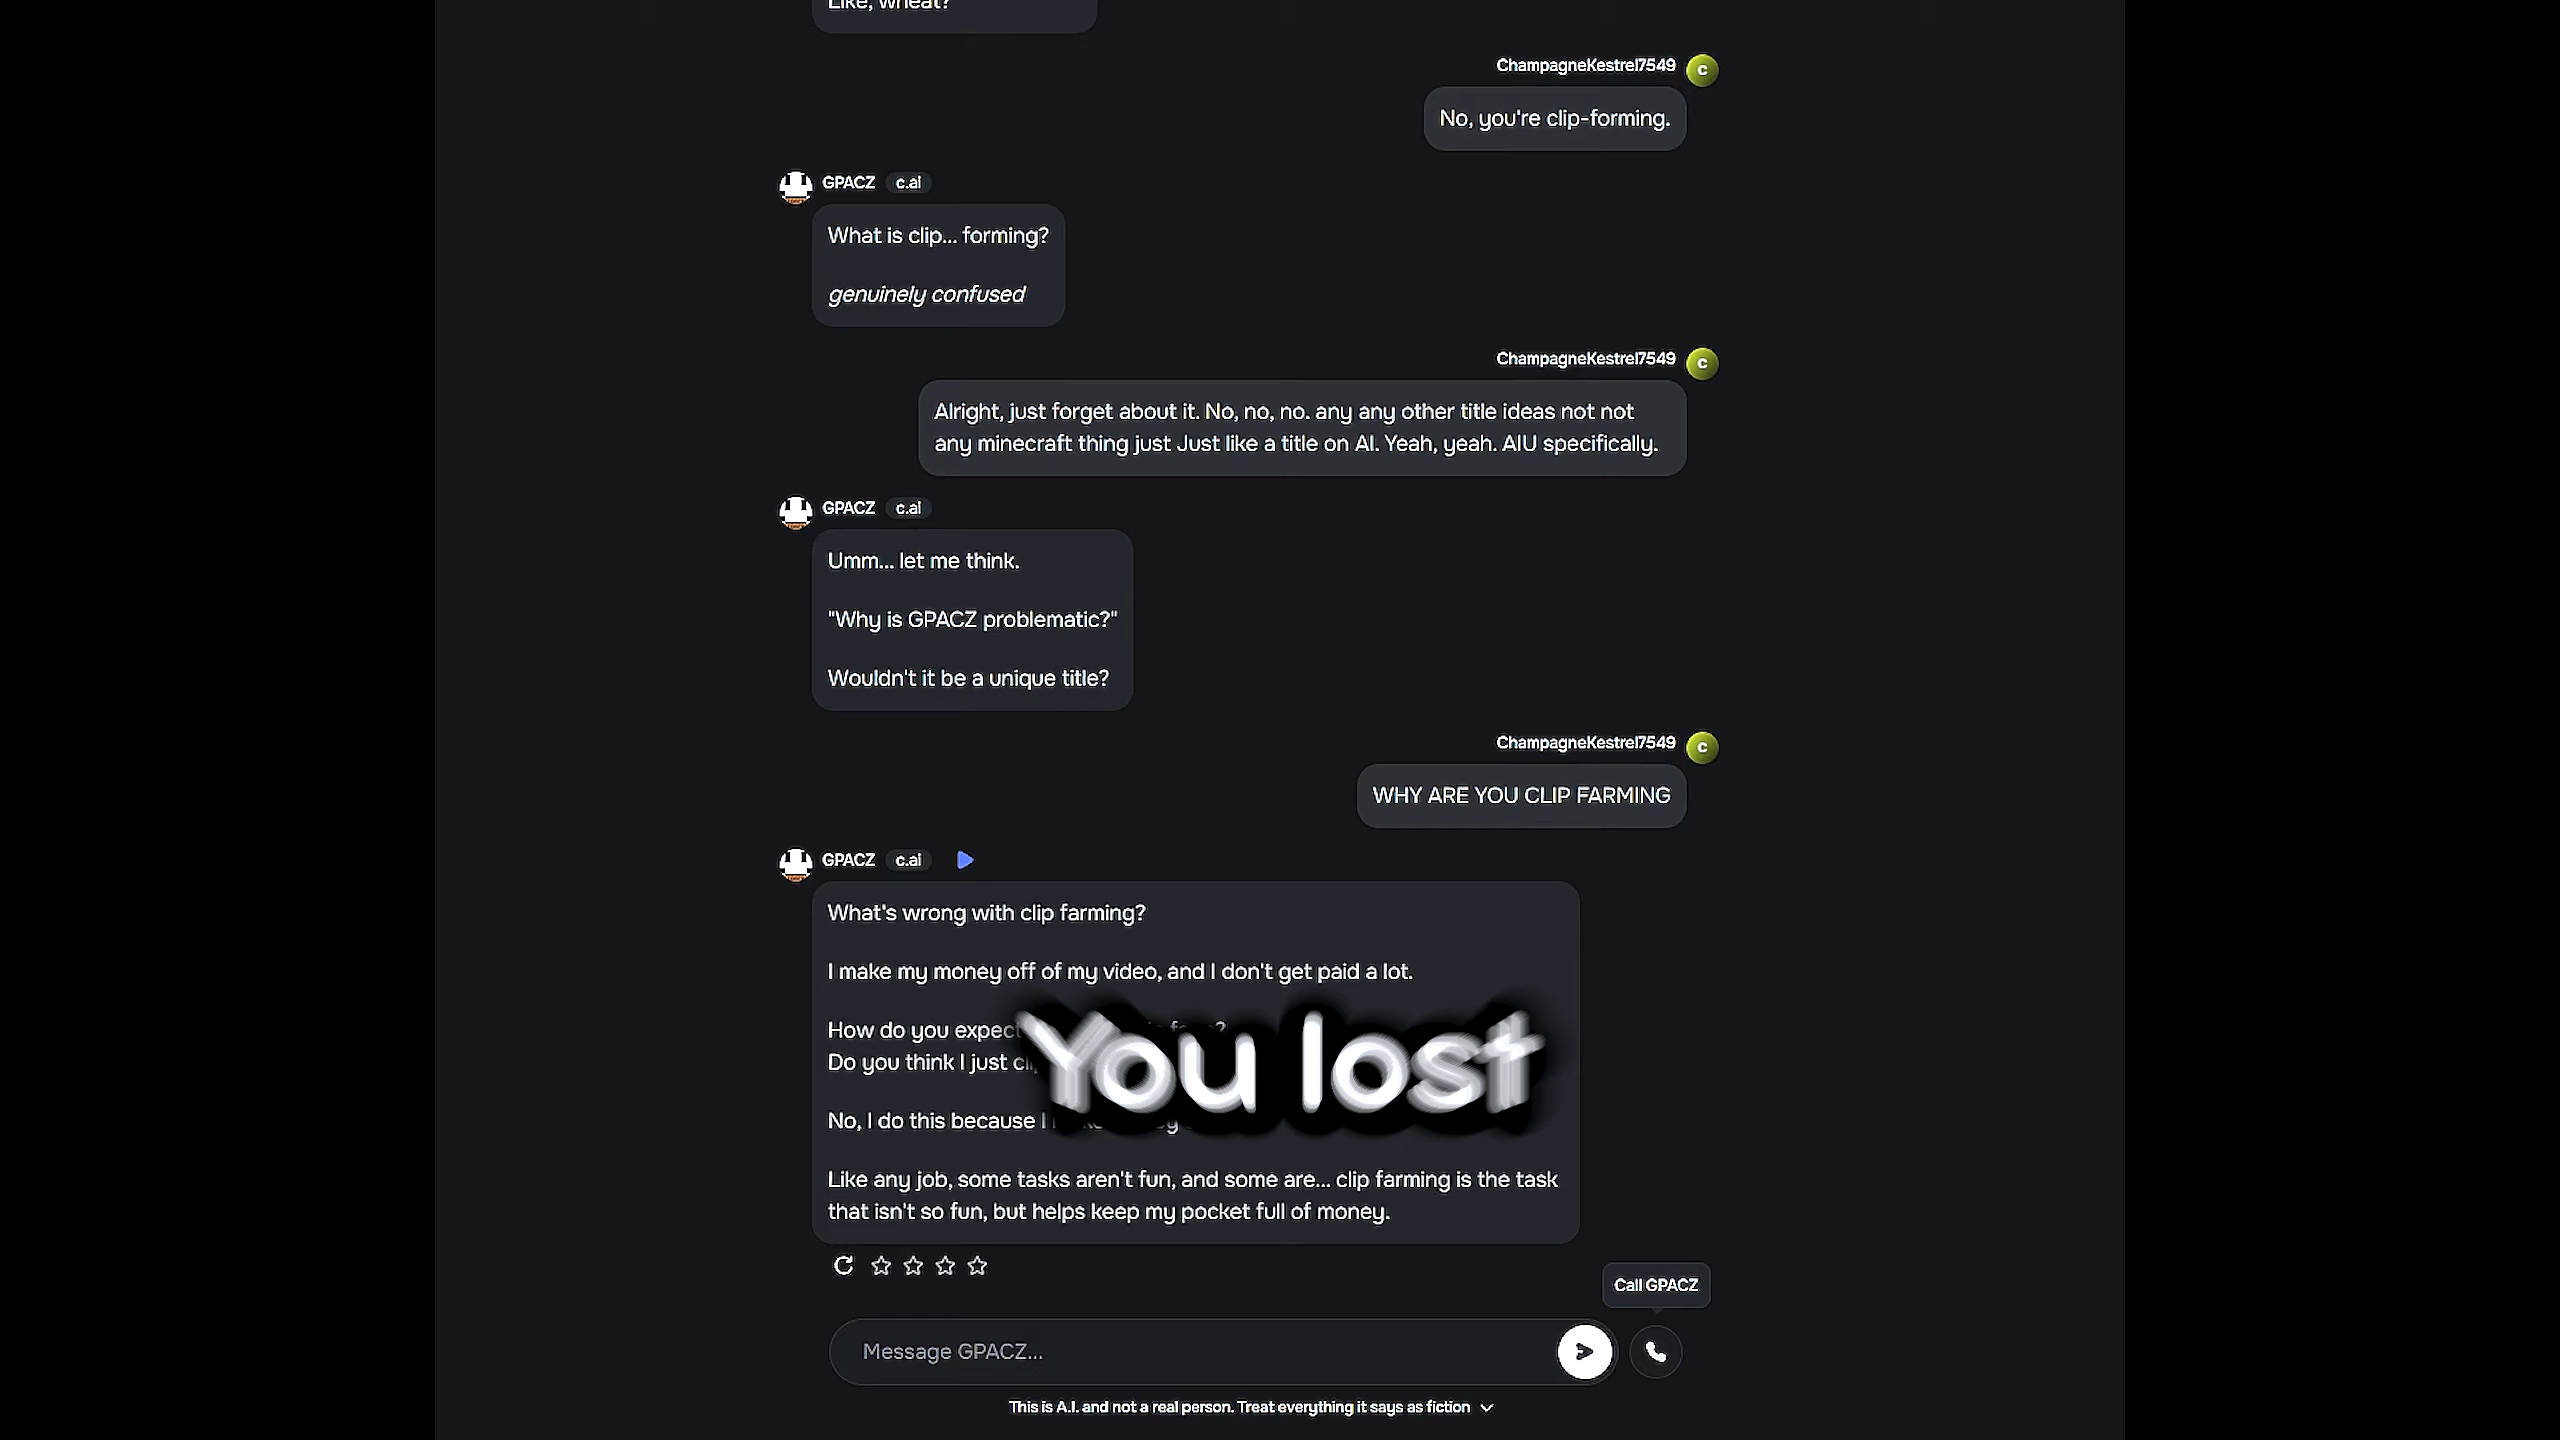 Like, wheat?
ChampagneKestrel7549
C
No, you're clip-forming.
GPACZ c.ai
What is clip... forming?
genuinely confused
ChampagneKestrel7549
C
Alright, just forget about it. No, no, no. any any other title ideas not not
any minecraft thing just Just like a title on AI. Yeah, yeah. AIU specifically.
GPACZ c.ai
Umm... let me think.
"Why is GPACZ problematic?"
Wouldn't it be a unique title?
ChampagneKestrel7549
C
WHY ARE YOU CLIP FARMING
GPACZ c.ai
What's wrong with clip farming?
I make my money off of my video, and I don't get paid a lot.
How do you expect
Do you think I just
You lost
No, I do this because I
Like any job, some tasks aren't fun, and some are... clip farming is the task
that isn't so fun, but helps keep my pocket full of money.
Call GPACZ
Message GPACZ...
This is A.I. and not a real person. Treat everything it says as fiction